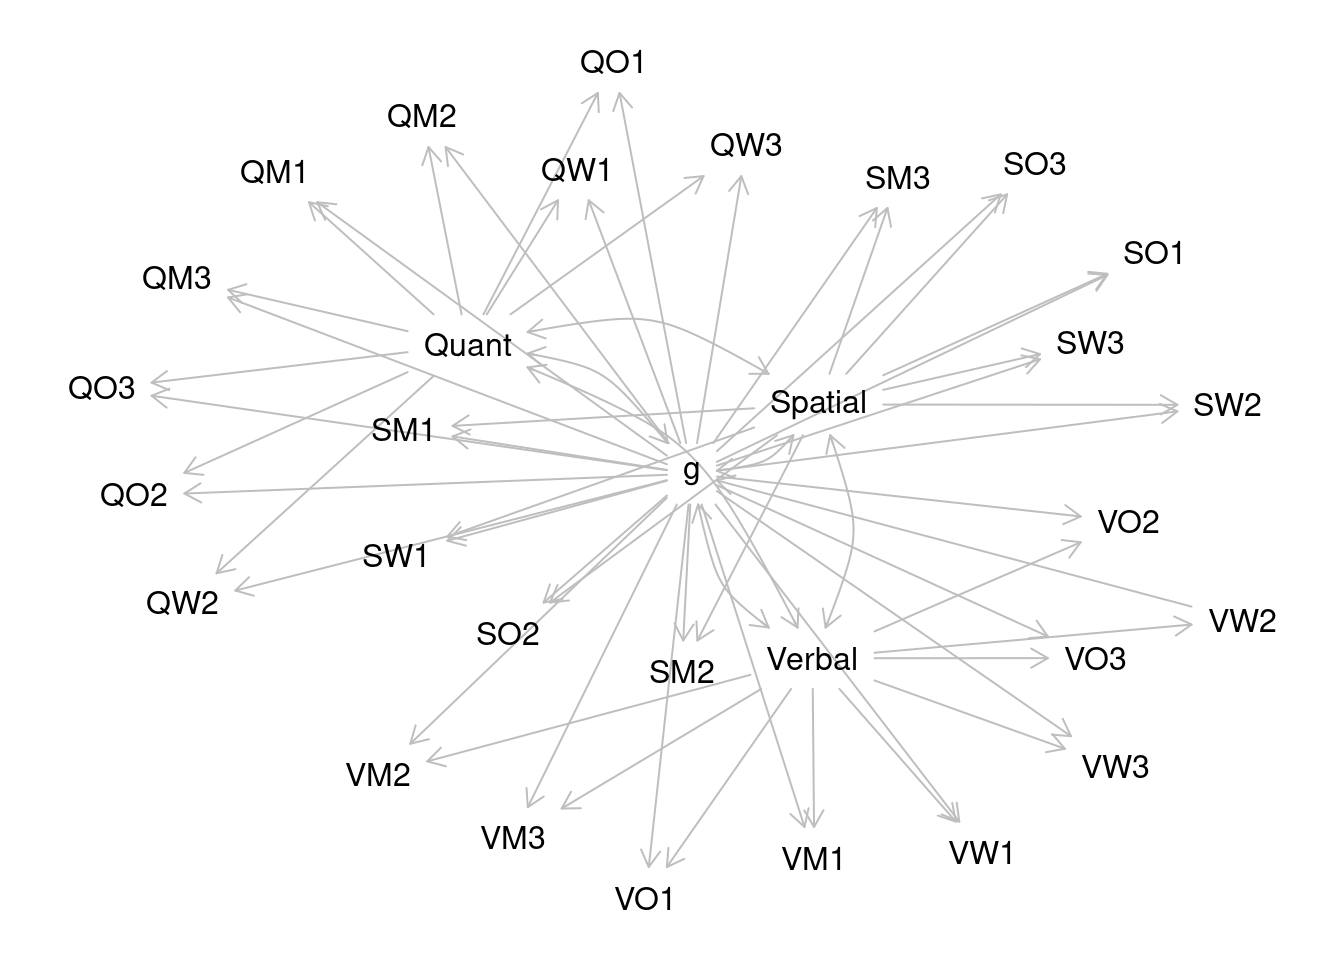 QO1
QM2
QW3
QW1
QM1
SO3
SM3
SO1
QM3
SW3
Quant
QO3
Spatial
SW2
SM1
g
QO2
VO2
SW1
QW2
VW2
SO2
VO3
Verbal
SM2
VW3
VM2
VM3
VW1
VM1
VO1